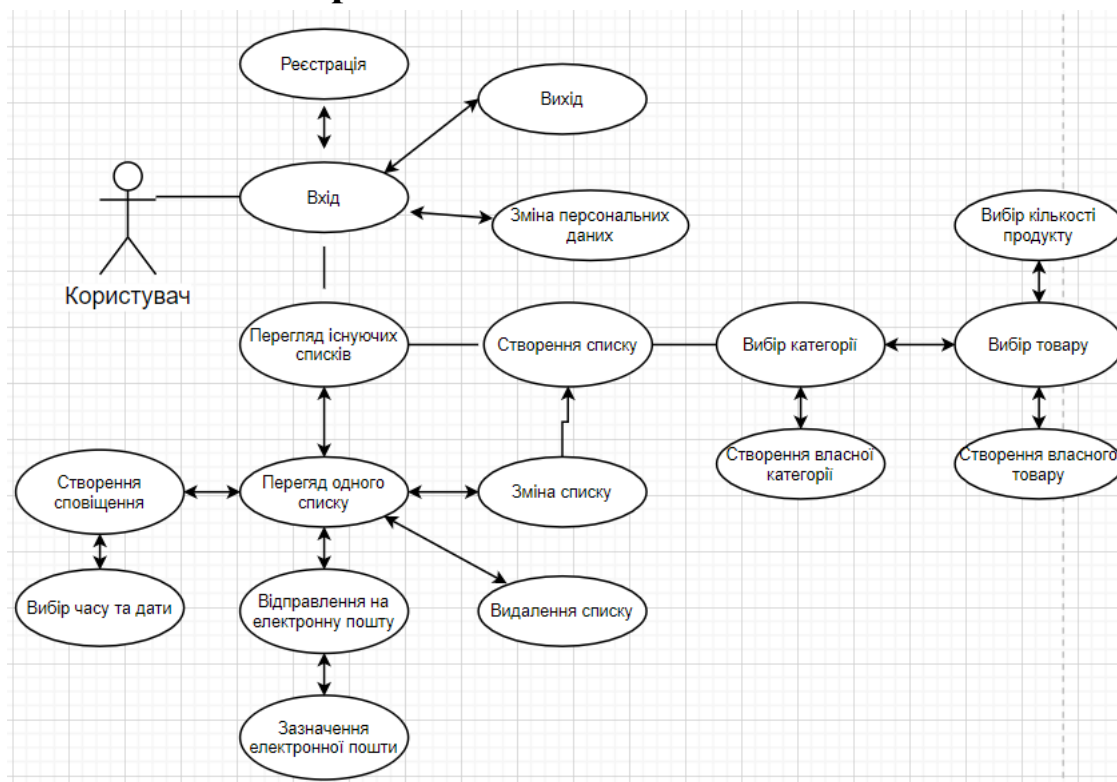 Реєстрація
Вихід
Вхід
Зміна персональних
даних
Вибір кількості
продукту
Користувач
Перегляд існуючих
списків
Створення списку
Вибір категорії
Вибір товару
Створення власної
категорії
Створення власного
товару
Створення
сповіщення
Перегяд одного
списку
Зміна списку
Вибір часу та дати
Відправлення на
електронну пошту
Видалення списку
Зазначення
електронної пошти